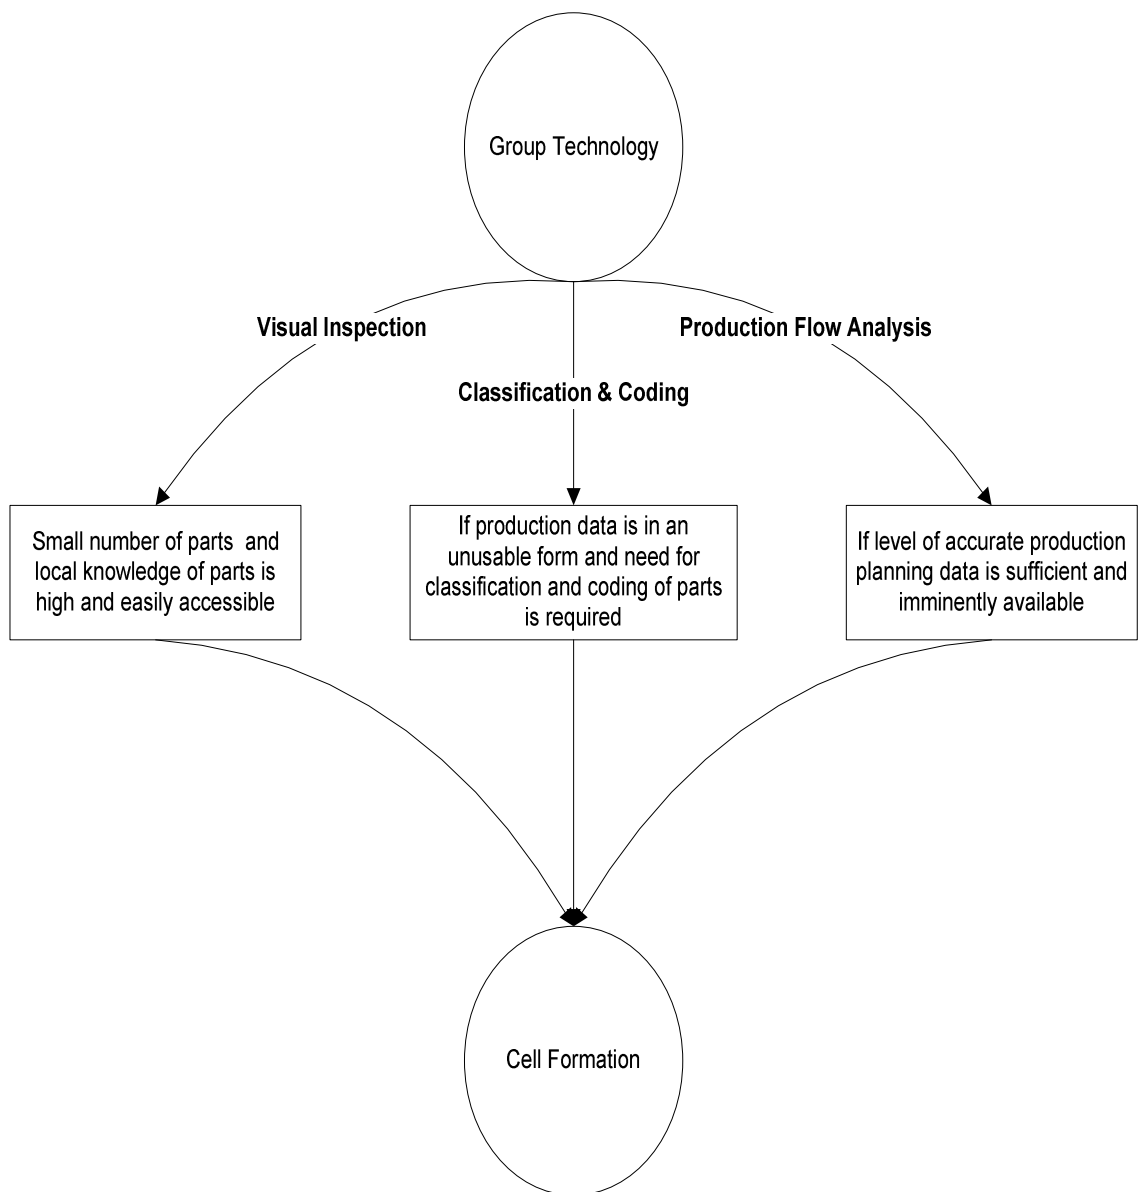 Group Technology
Visual Inspection
Production Flow Analysis
Classification & Coding
Small number of parts and
local knowledge of parts is
high and easily accessible
If production data is in an
unusable form and need for
classification and coding of parts
is required
If level of accurate production
planning data is sufficient and
imminently available
Cell Formation